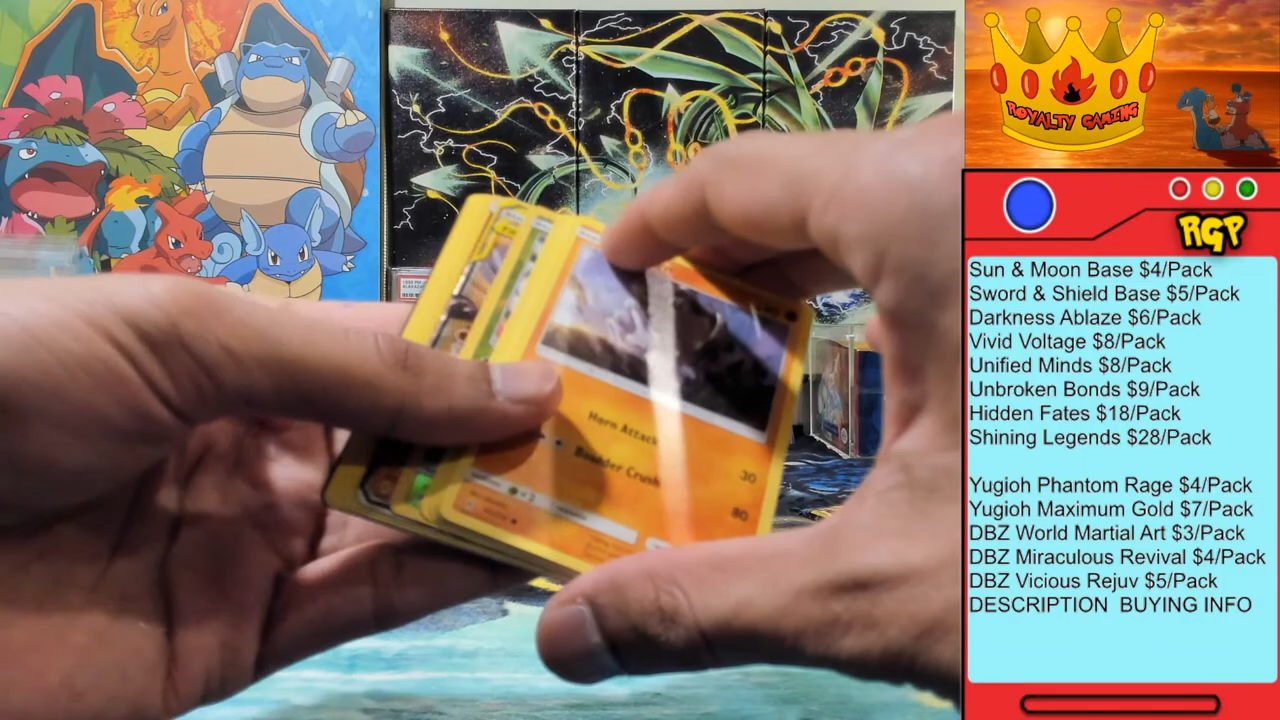 ROYALTY GAMING
RGP
Sun & Moon Base $4/Pack
Sword & Shield Base $5/Pack
Darkness Ablaze $6/Pack
Vivid Voltage $8/Pack
Unified Minds $8/Pack
Unbroken Bonds $9/Pack
Hidden Fates $18/Pack
Shining Legends $28/Pack
Yugioh Phantom Rage $4/Pack
Yugioh Maximum Gold $7/Pack
DBZ World Martial Art $3/Pack
DBZ Miraculous Revival $4/Pack
DBZ Vicious Rejuv $5/Pack
DESCRIPTION BUYING INFO
Horn Attack
30
Boulder Crush
80